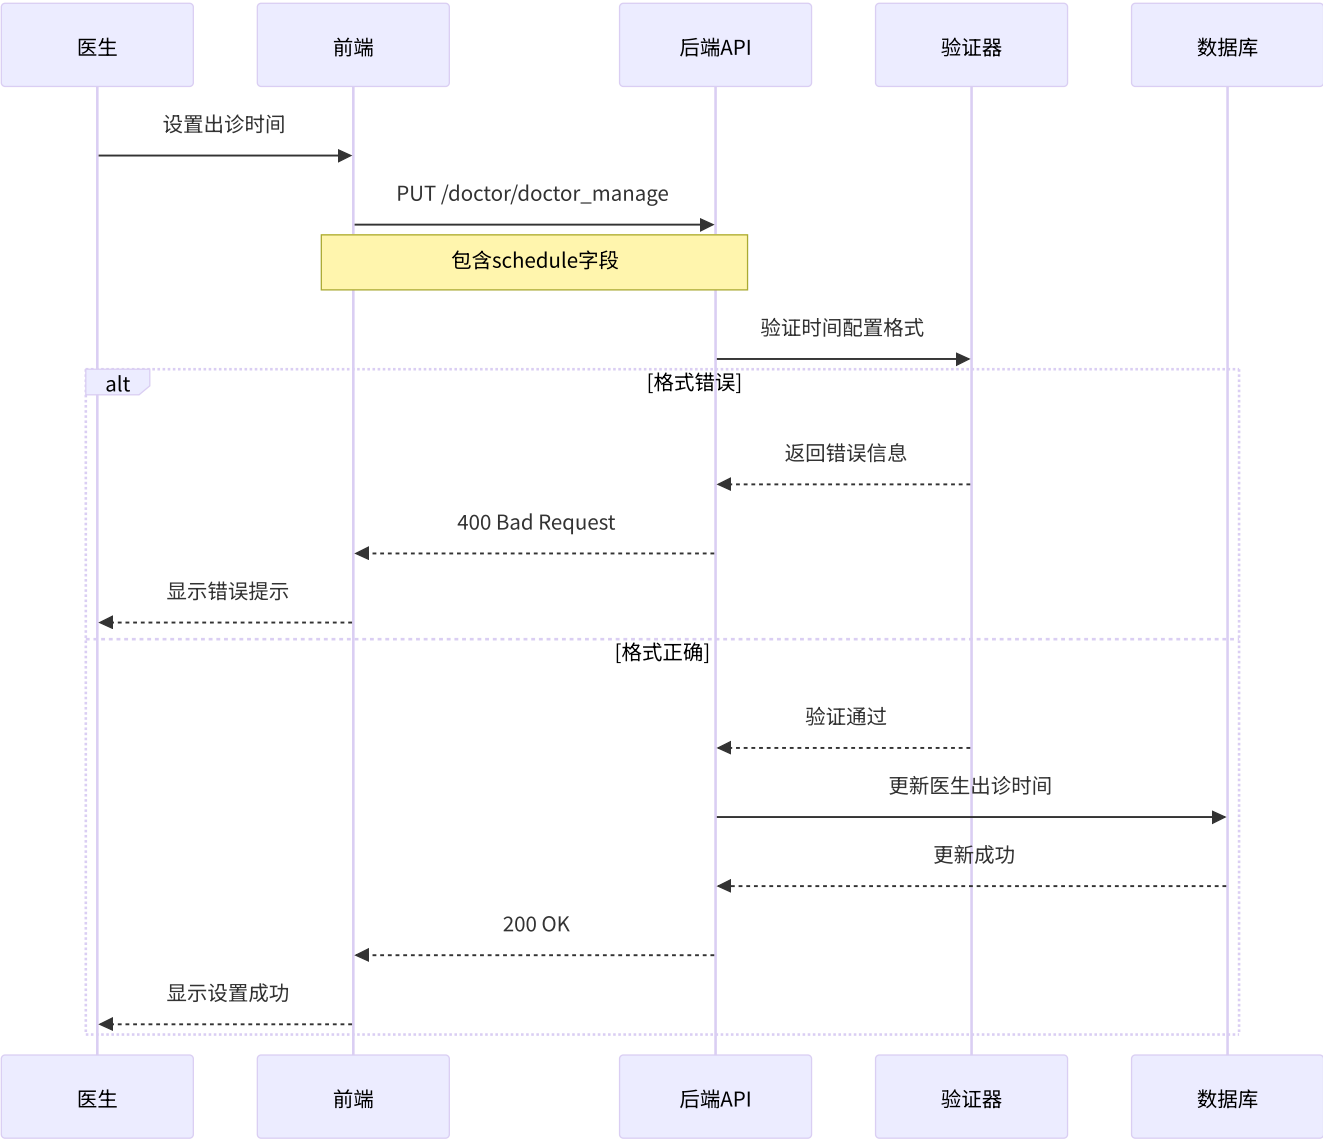 医生
前端
后端API
验证器
数据库
设置出诊时间
PUT /doctor/doctor_manage
包含schedule字段
验证时间配置格式
alt
[格式错误]
返回错误信息
400 Bad Request
显示错误提示
[格式正确]
验证通过
更新医生出诊时间
更新成功
200 OK
显示设置成功
医生
前端
后端API
验证器
数据库